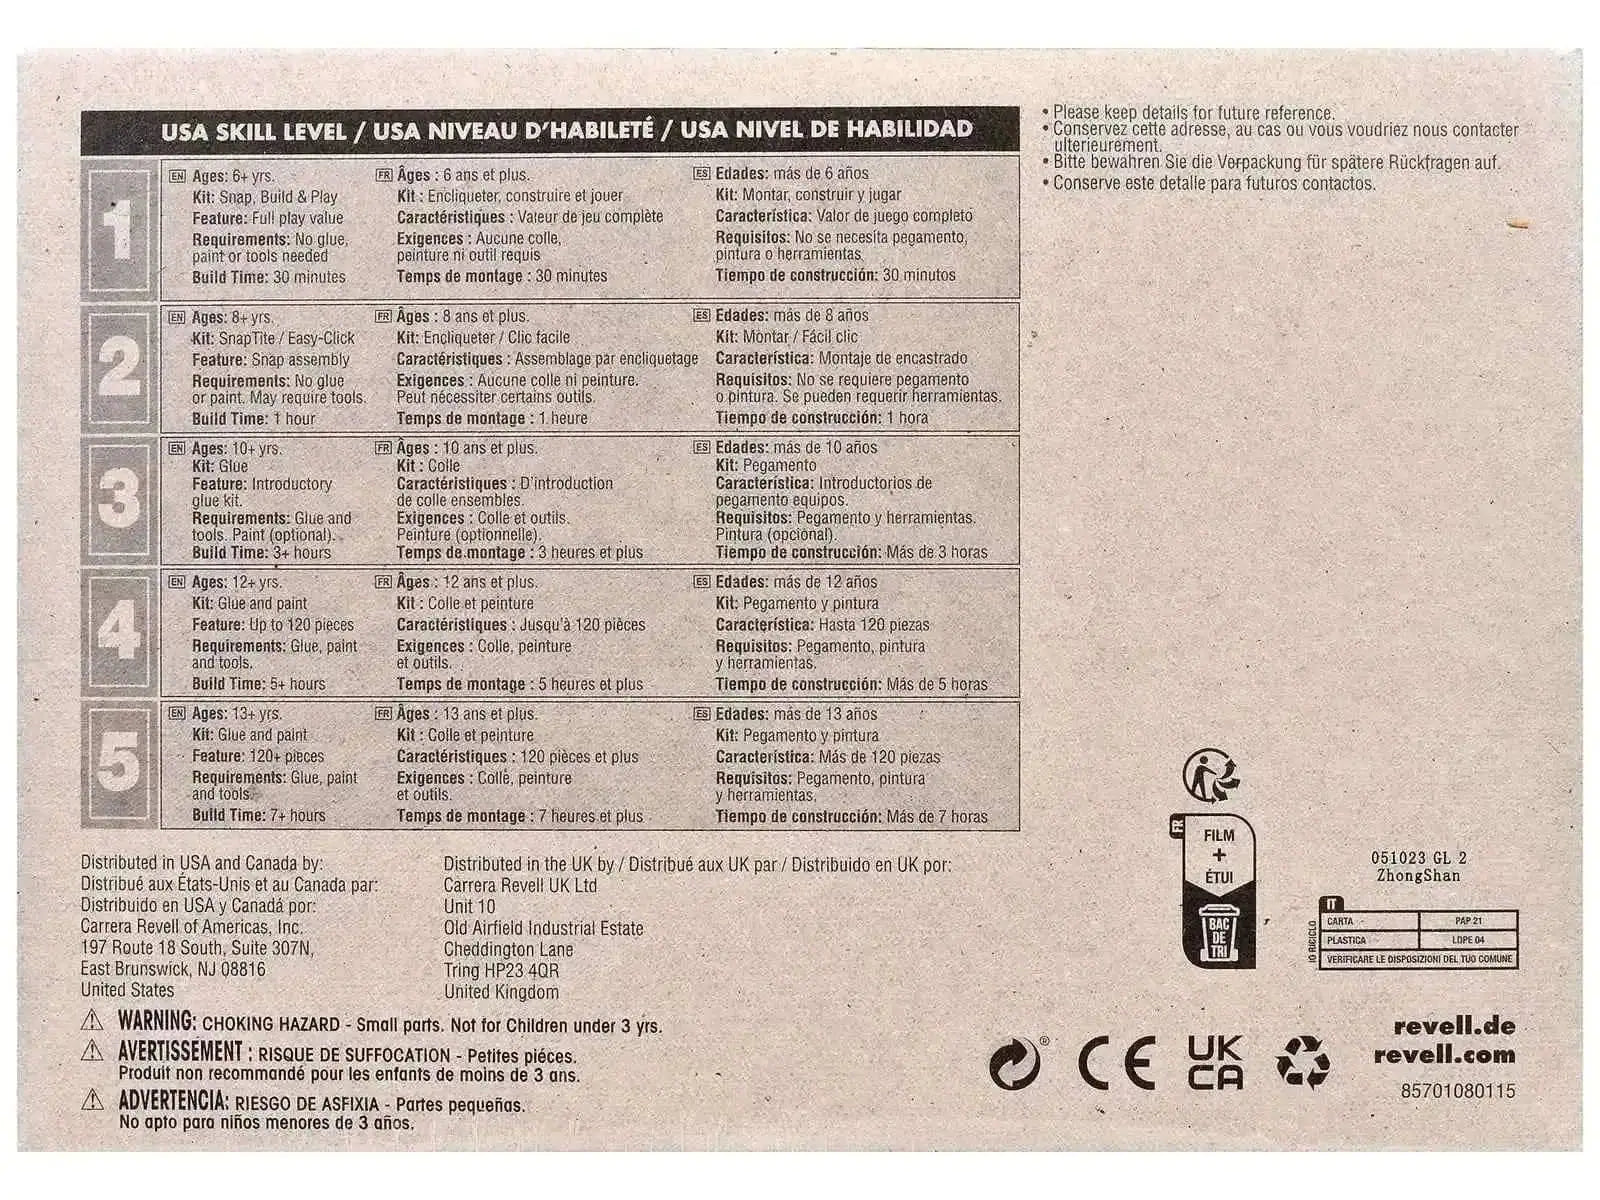 USA SKILL LEVEL / USA NIVEAU D'HABILETÉ / USA NIVEL DE HABILIDAD
1
EN Ages: 6+ yrs.
Kit: Snap, Build & Play
Feature: Full play value
Requirements: No glue,
paint or tools needed
Build Time: 30 minutes
FR Âges : 6 ans et plus.
Kit : Encliqueter, construire et jouer
Caractéristiques : Valeur de jeu complète
Exigences : Aucune colle,
peinture ni outil requis
Temps de montage : 30 minutes
ES Edades: más de 6 años
Kit: Montar, construir y jugar
Característica: Valor de juego completo
Requisitos: No se necesita pegamento,
pintura o herramientas
Tiempo de construcción: 30 minutos
2
EN Ages: 8+ yrs.
Kit: SnapTite / Easy-Click
Feature: Snap assembly
Requirements: No glue
or paint. May require tools.
Build Time: 1 hour
FR Âges : 8 ans et plus.
Kit: Encliqueter / Clic facile
Caractéristiques : Assemblage par encliquetage
Exigences : Aucune colle ni peinture.
Peut nécessiter certains outils.
Temps de montage : 1 heure
ES Edades: más de 8 años
Kit: Montar / Fácil clic
Característica: Montaje de encastrado
Requisitos: No se requiere pegamento
o pintura. Se pueden requerir herramientas.
Tiempo de construcción: 1 hora
3
EN Ages: 10+ yrs.
Kit: Glue
Feature: Introductory
glue kit.
Requirements: Glue and
tools. Paint (optional).
Build Time: 3+ hours
FR Âges : 10 ans et plus.
Kit : Colle
Caractéristiques : D'introduction
de colle ensembles.
Exigences : Colle et outils.
Peinture (optionnelle).
Temps de montage : 3 heures et plus
ES Edades: más de 10 años
Kit: Pegamento
Característica: Introductorios de
pegamento equipos.
Requisitos: Pegamento y herramientas.
Pintura (opciónal).
Tiempo de construcción: Más de 3 horas
4
EN Ages: 12+ yrs.
Kit: Glue and paint
Feature: Up to 120 pieces
Requirements: Glue, paint
and tools.
Build Time: 5+ hours
FR Âges : 12 ans et plus.
Kit : Colle et peinture
Caractéristiques : Jusqu'à 120 pièces
Exigences : Colle, peinture
et outils.
Temps de montage : 5 heures et plus
ES Edades: más de 12 años
Kit: Pegamento y pintura
Característica: Hasta 120 piezas
Requisitos: Pegamento, pintura
y herramientas.
Tiempo de construcción: Más de 5 horas
5
EN Ages: 13+ yrs.
Kit: Glue and paint
Feature: 120+ pieces
Requirements: Glue, paint
and tools.
Build Time: 7+ hours
FR Âges : 13 ans et plus.
Kit : Colle et peinture
Caractéristiques : 120 pièces et plus
Exigences : Colle, peinture
et outils.
Temps de montage : 7 heures et plus
ES Edades: más de 13 años
Kit: Pegamento y pintura
Característica: Más de 120 piezas
Requisitos: Pegamento, pintura
y herramientas.
Tiempo de construcción: Más de 7 horas
• Please keep details for future reference.
• Conservez cette adresse, au cas ou vous voudriez nous contacter
ulterieurement.
• Bitte bewahren Sie die Verpackung für spätere Rückfragen auf.
• Conserve este detalle para futuros contactos.
Distributed in USA and Canada by:
Distribué aux États-Unis et au Canada par:
Distribuido en USA y Canadá por:
Carrera Revell of Americas, Inc.
197 Route 18 South, Suite 307N,
East Brunswick, NJ 08816
United States
Distributed in the UK by / Distribué aux UK par / Distribuido en UK por:
Carrera Revell UK Ltd
Unit 10
Old Airfield Industrial Estate
Cheddington Lane
Tring HP23 4QR
United Kingdom
WARNING: CHOKING HAZARD - Small parts. Not for Children under 3 yrs.
AVERTISSEMENT : RISQUE DE SUFFOCATION - Petites piéces.
Produit non recommandé pour les enfants de moins de 3 ans.
ADVERTENCIA: RIESGO DE ASFIXIA - Partes pequeñas.
No apto para niños menores de 3 años.
FR
FILM
+
ÉTUI
BAC
DE
TRI
051023 GL 2
ZhongShan
IT
IO RICICLO
CARTA PAP 21
PLASTICA LDPE 04
VERIFICARE LE DISPOSIZIONI DEL TUO COMUNE
®
CE
UK
CA
revell.de
revell.com
85701080115